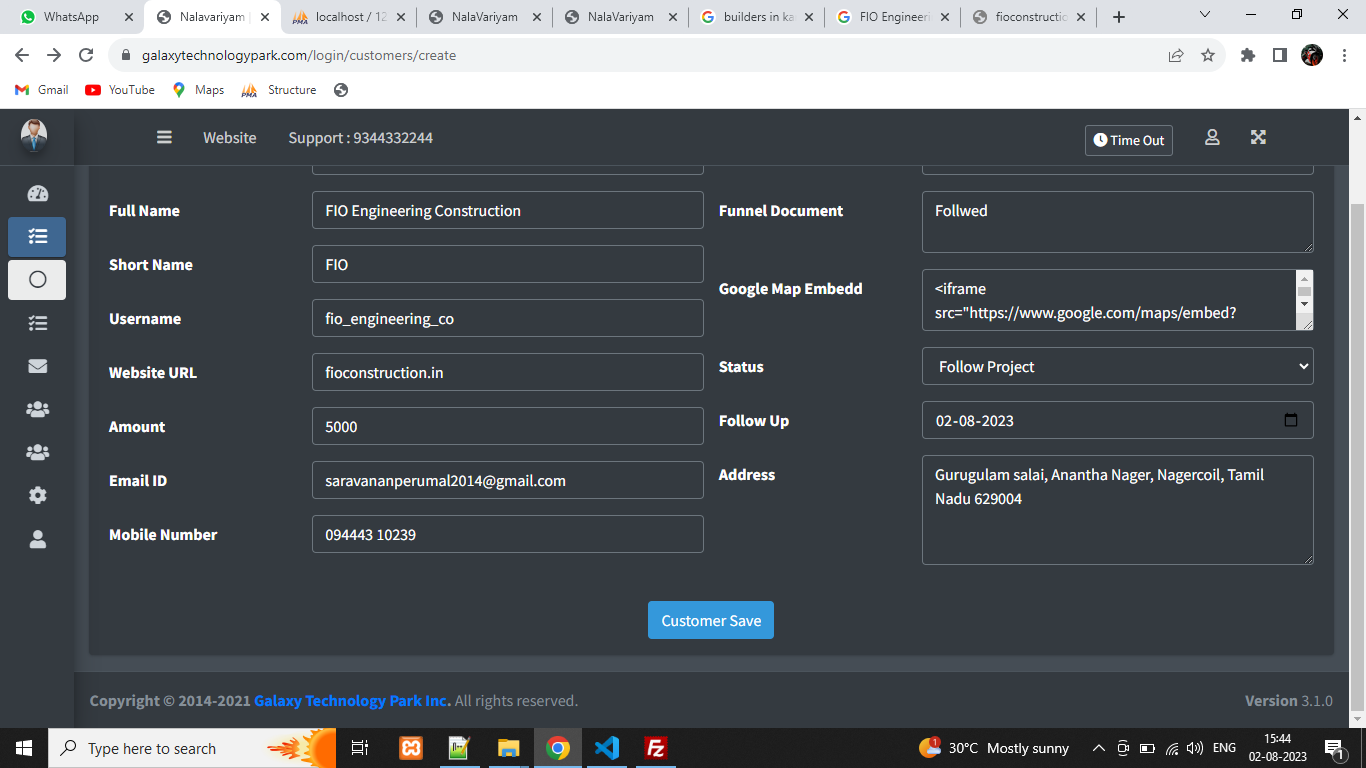 WhatsApp
Nalavariyam |
localhost / 12
NalaVariyam
NalaVariyam
builders in ka
FIO Engineeri
fioconstructio
galaxytechnologypark.com/login/customers/create
Gmail
YouTube
Maps
Structure
Website
Support : 9344332244
Time Out
Full Name
FIO Engineering Construction
Funnel Document
Follwed
Short Name
FIO
Google Map Embedd
<iframe
src="https://www.google.com/maps/embed?
Username
fio_engineering_co
Website URL
fioconstruction.in
Status
Follow Project
Amount
5000
Follow Up
02-08-2023
Email ID
saravananperumal2014@gmail.com
Address
Gurugulam salai, Anantha Nager, Nagercoil, Tamil
Nadu 629004
Mobile Number
094443 10239
Customer Save
Copyright © 2014-2021 Galaxy Technology Park Inc. All rights reserved.
Version 3.1.0
Type here to search
1
30°C Mostly sunny
ENG
15:44
02-08-2023
1